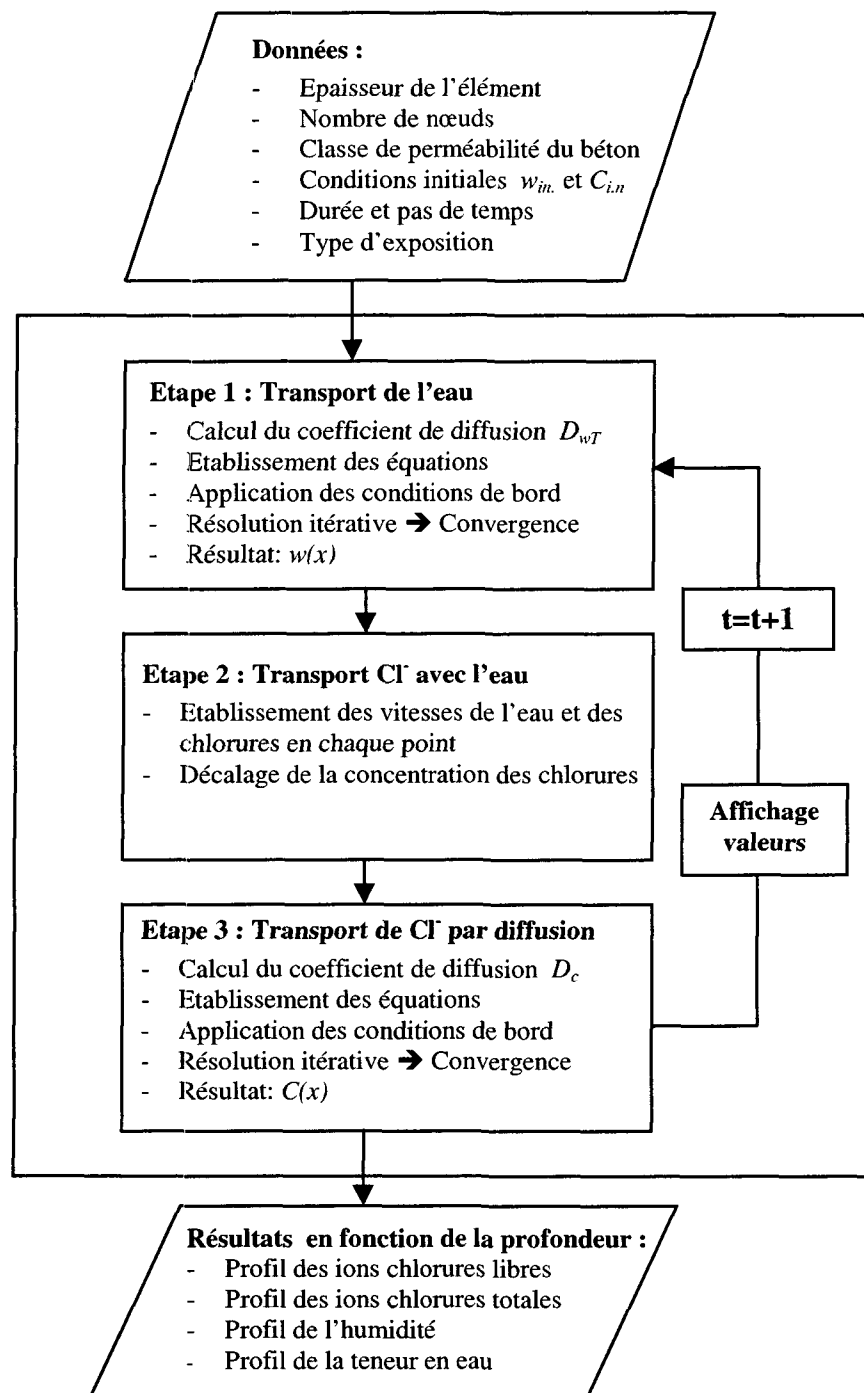 Données :
- Epaisseur de l'élément
- Nombre de nœuds
- Classe de perméabilité du béton
- Conditions initiales w_in. et C_i.n
- Durée et pas de temps
- Type d'exposition
Etape 1 : Transport de l'eau
- Calcul du coefficient de diffusion D_wT
- Etablissement des équations
- Application des conditions de bord
- Résolution itérative ➔ Convergence
- Résultat: w(x)
t=t+1
Etape 2 : Transport Cl⁻ avec l'eau
- Etablissement des vitesses de l'eau et des
chlorures en chaque point
- Décalage de la concentration des chlorures
Affichage
valeurs
Etape 3 : Transport de Cl⁻ par diffusion
- Calcul du coefficient de diffusion D_c
- Etablissement des équations
- Application des conditions de bord
- Résolution itérative ➔ Convergence
- Résultat: C(x)
Résultats en fonction de la profondeur :
- Profil des ions chlorures libres
- Profil des ions chlorures totales
- Profil de l'humidité
- Profil de la teneur en eau